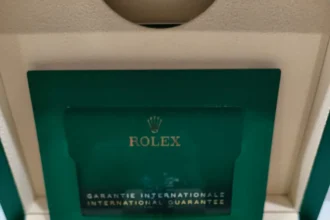 ROLEX
GARANTIE INTERNATIONALE
INTERNATIONAL GUARANTEE